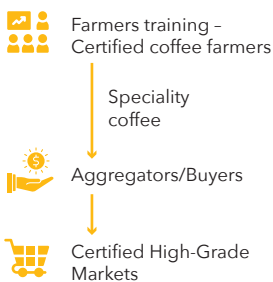 Farmers training –
Certified coffee farmers
Speciality
coffee
$
Aggregators/Buyers
Certified High-Grade
Markets